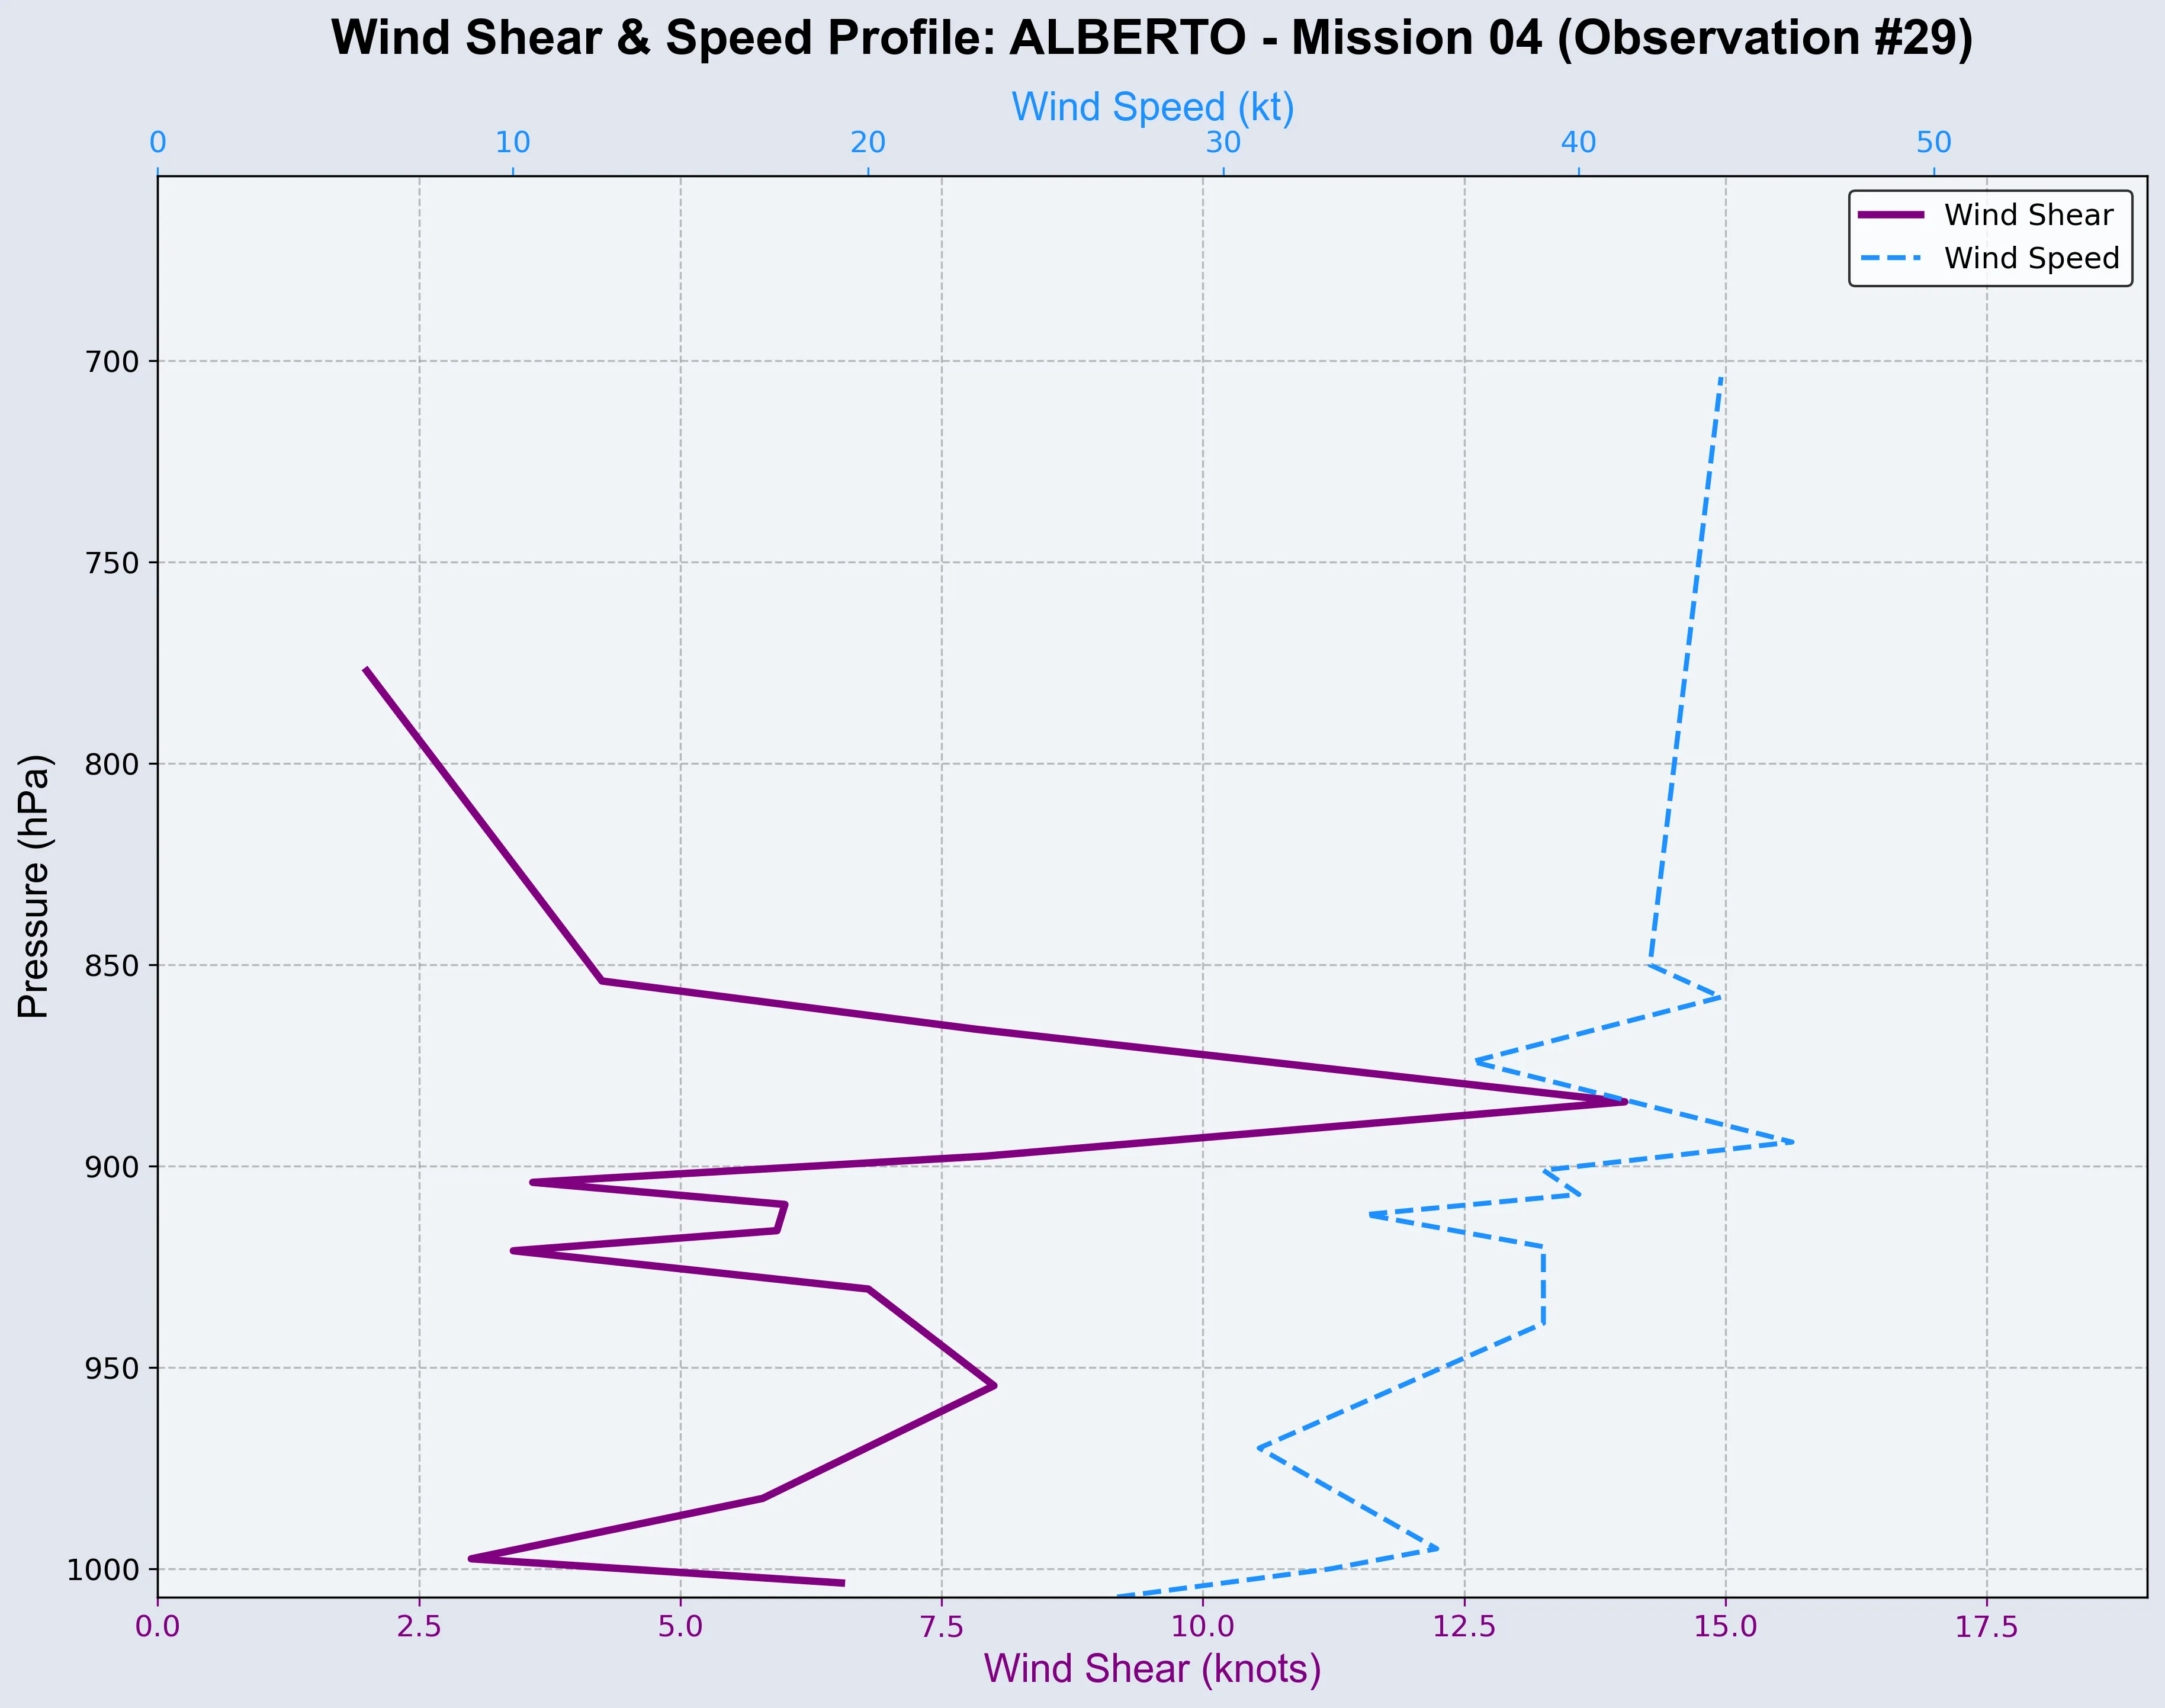 Wind Shear & Speed Profile: ALBERTO - Mission 04 (Observation #29)
Wind Speed (kt)
0 10 20 30 40 50
Wind Shear
Wind Speed
700
750
800
850
900
950
1000
Pressure (hPa)
0.0 2.5 5.0 7.5 10.0 12.5 15.0 17.5
Wind Shear (knots)